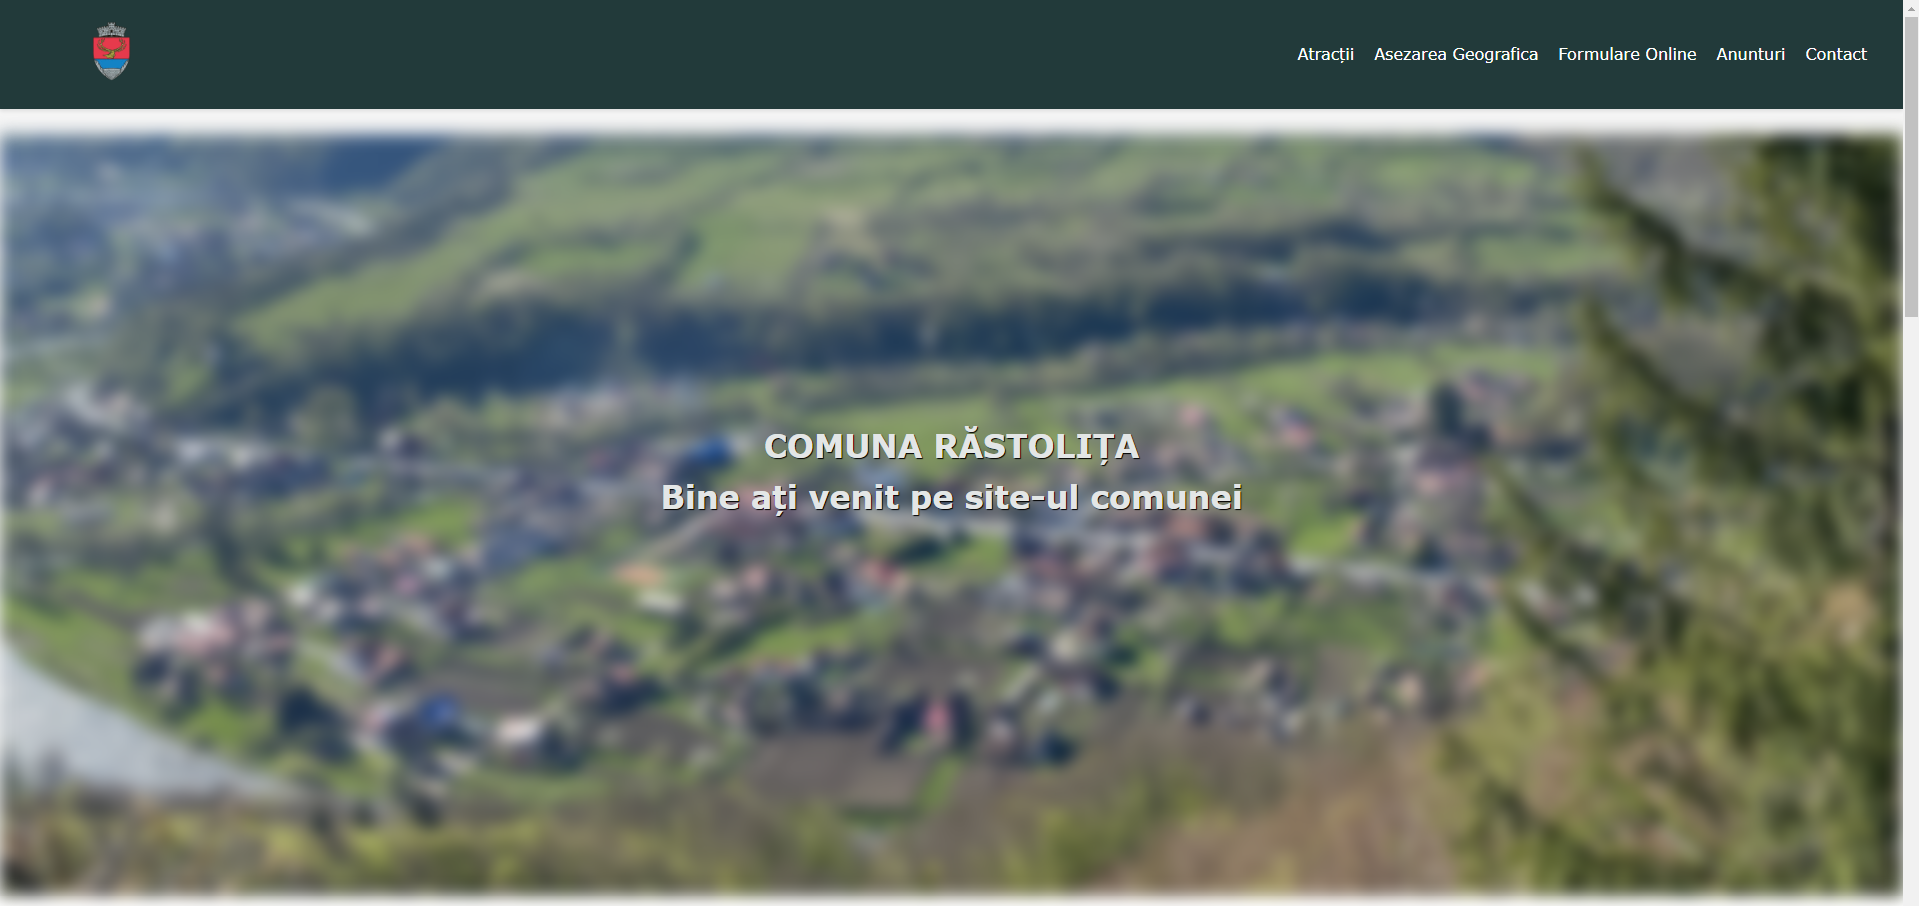 Atracții
Asezarea Geografica
Formulare Online
Anunturi
Contact
COMUNA RĂSTOLIȚA
Bine ați venit pe site-ul comunei